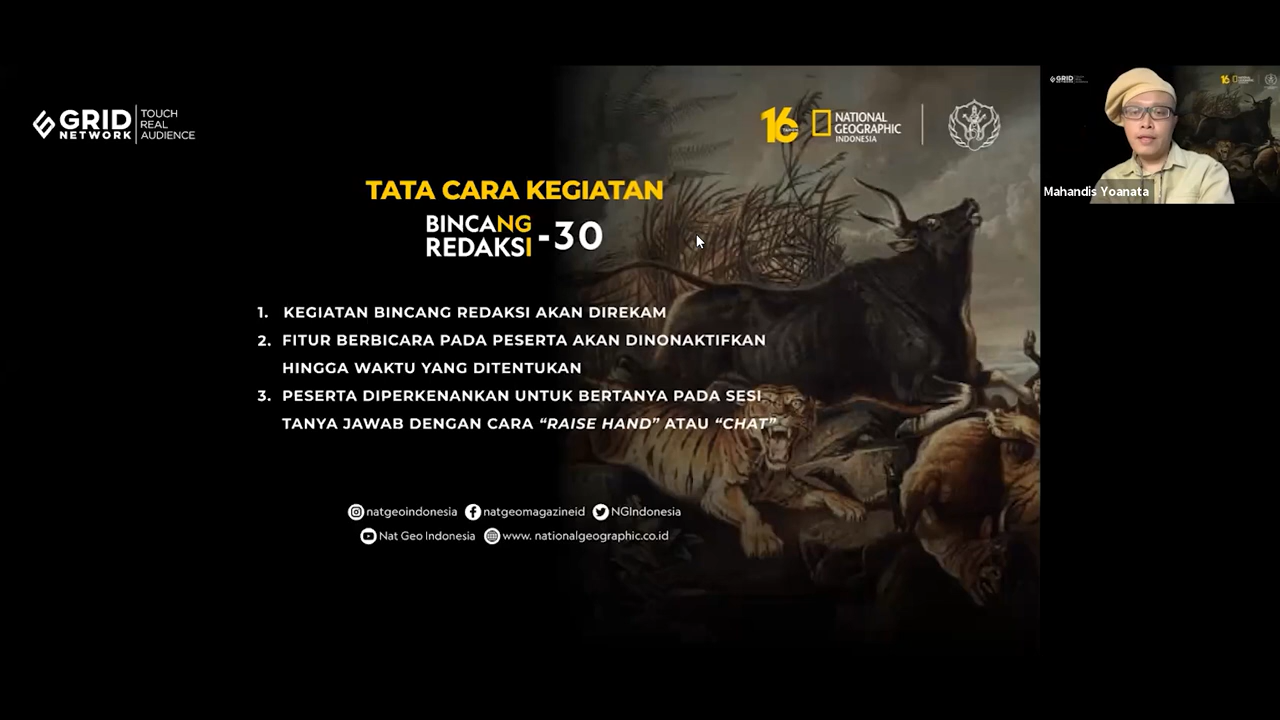 GRID
NETWORK
TOUCH
REAL
AUDIENCE
16
NATIONAL
GEOGRAPHIC
INDONESIA
TATA CARA KEGIATAN
BINCANG
REDAKSI
-30
1. KEGIATAN BINCANG REDAKSI AKAN DIREKAM
2. FITUR BERBICARA PADA PESERTA AKAN DINONAKTIFKAN
HINGGA WAKTU YANG DITENTUKAN
3. PESERTA DIPERKENANKAN UNTUK BERTANYA PADA SESI
TANYA JAWAB DENGAN CARA “RAISE HAND” ATAU “CHAT”
natgeoindonesia natgeomagazineid NGIndonesia
Nat Geo Indonesia www. nationalgeographic.co.id
GRID
16
Mahandis Yoanata